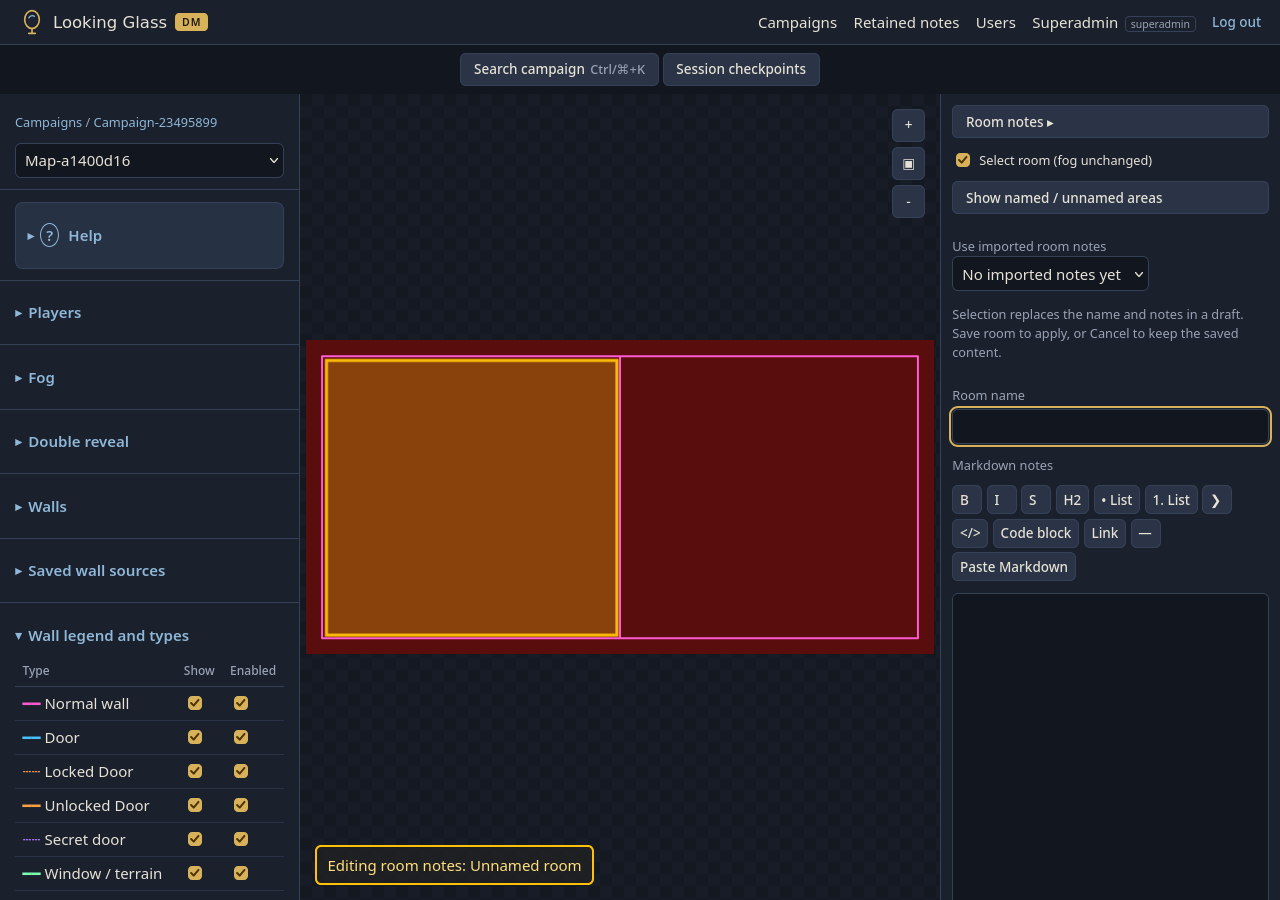 Looking Glass DM
Campaigns Retained notes Users Superadmin superadmin Log out
Search campaign Ctrl/⌘+K Session checkpoints
Campaigns / Campaign-23495899
Map-a1400d16
▸ ? Help
▸ Players
▸ Fog
▸ Double reveal
▸ Walls
▸ Saved wall sources
▾ Wall legend and types
Type Show Enabled
Normal wall
Door
Locked Door
Unlocked Door
Secret door
Window / terrain
+
▣
-
Editing room notes: Unnamed room
Room notes ▸
Select room (fog unchanged)
Show named / unnamed areas
Use imported room notes
No imported notes yet
Selection replaces the name and notes in a draft.
Save room to apply, or Cancel to keep the saved
content.
Room name
Markdown notes
B I S H2 • List 1. List ❯
</> Code block Link —
Paste Markdown